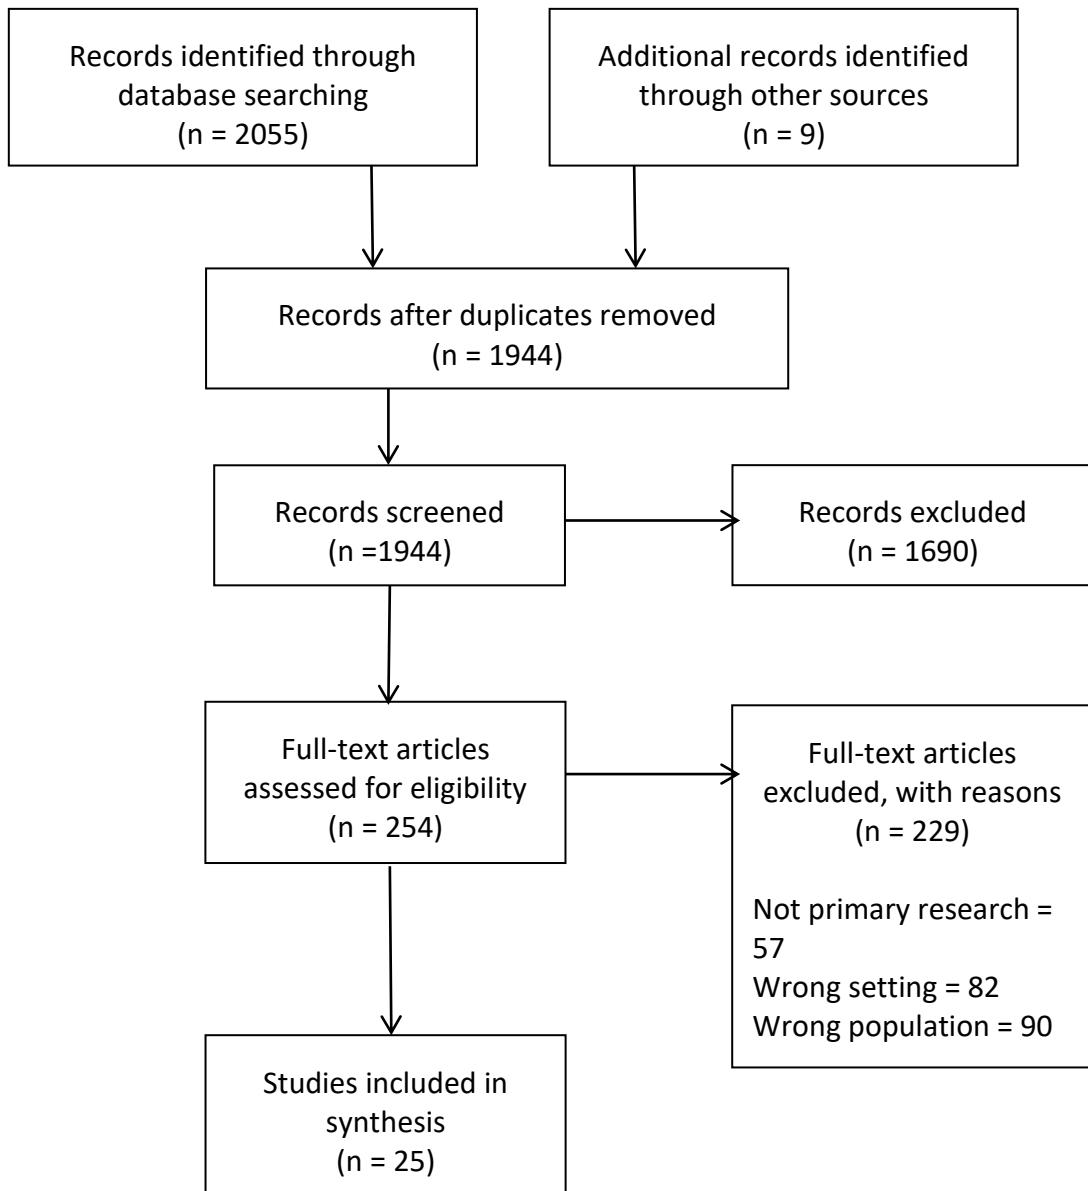 Records identified through
database searching
(n = 2055)
Additional records identified
through other sources
(n = 9)
Records after duplicates removed
(n = 1944)
Records screened
(n =1944)
Records excluded
(n = 1690)
Full-text articles
assessed for eligibility
(n = 254)
Full-text articles
excluded, with reasons
(n = 229)
Not primary research =
57
Wrong setting = 82
Wrong population = 90
Studies included in
synthesis
(n = 25)